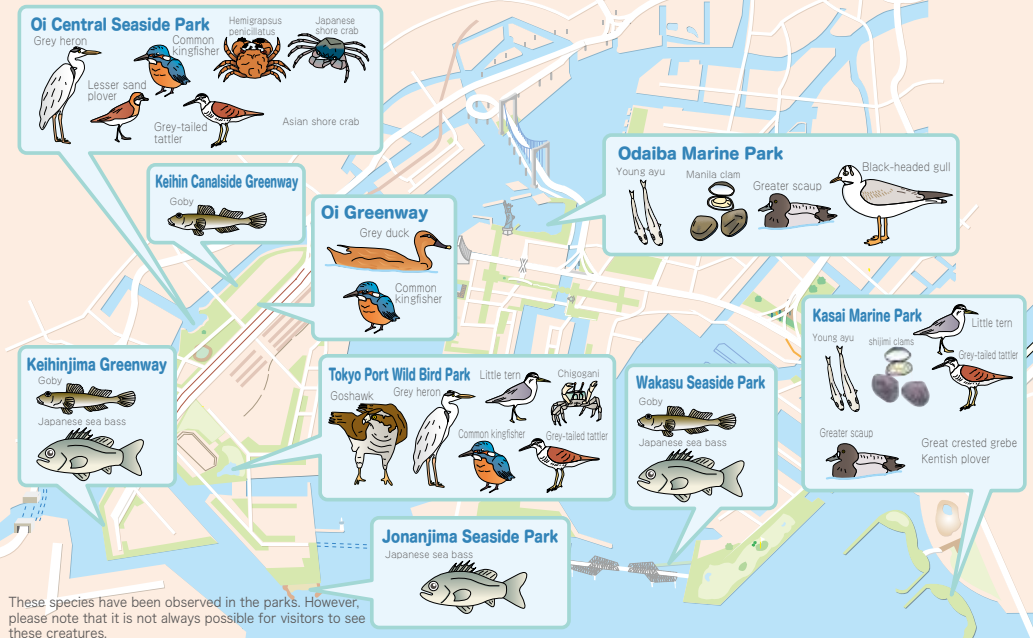 Oi Central Seaside Park
Grey heron
Common
kingfisher
Hemigrapsus
penicillatus
Japanese
shore crab
Lesser sand
plover
Grey-tailed
tattler
Asian shore crab
Keihin Canalside Greenway
Goby
Oi Greenway
Grey duck
Common
kingfisher
Odaiba Marine Park
Young ayu
Manila clam
Greater scaup
Black-headed gull
Kasai Marine Park
Young ayu
shijimi clams
Little tern
Grey-tailed tattler
Greater scaup
Great crested grebe
Kentish plover
Keihinjima Greenway
Goby
Japanese sea bass
Tokyo Port Wild Bird Park
Goshawk
Grey heron
Little tern
Chigogani
Common kingfisher
Grey-tailed tattler
Wakasu Seaside Park
Goby
Japanese sea bass
Jonanjima Seaside Park
Japanese sea bass
These species have been observed in the parks. However,
please note that it is not always possible for visitors to see
these creatures.